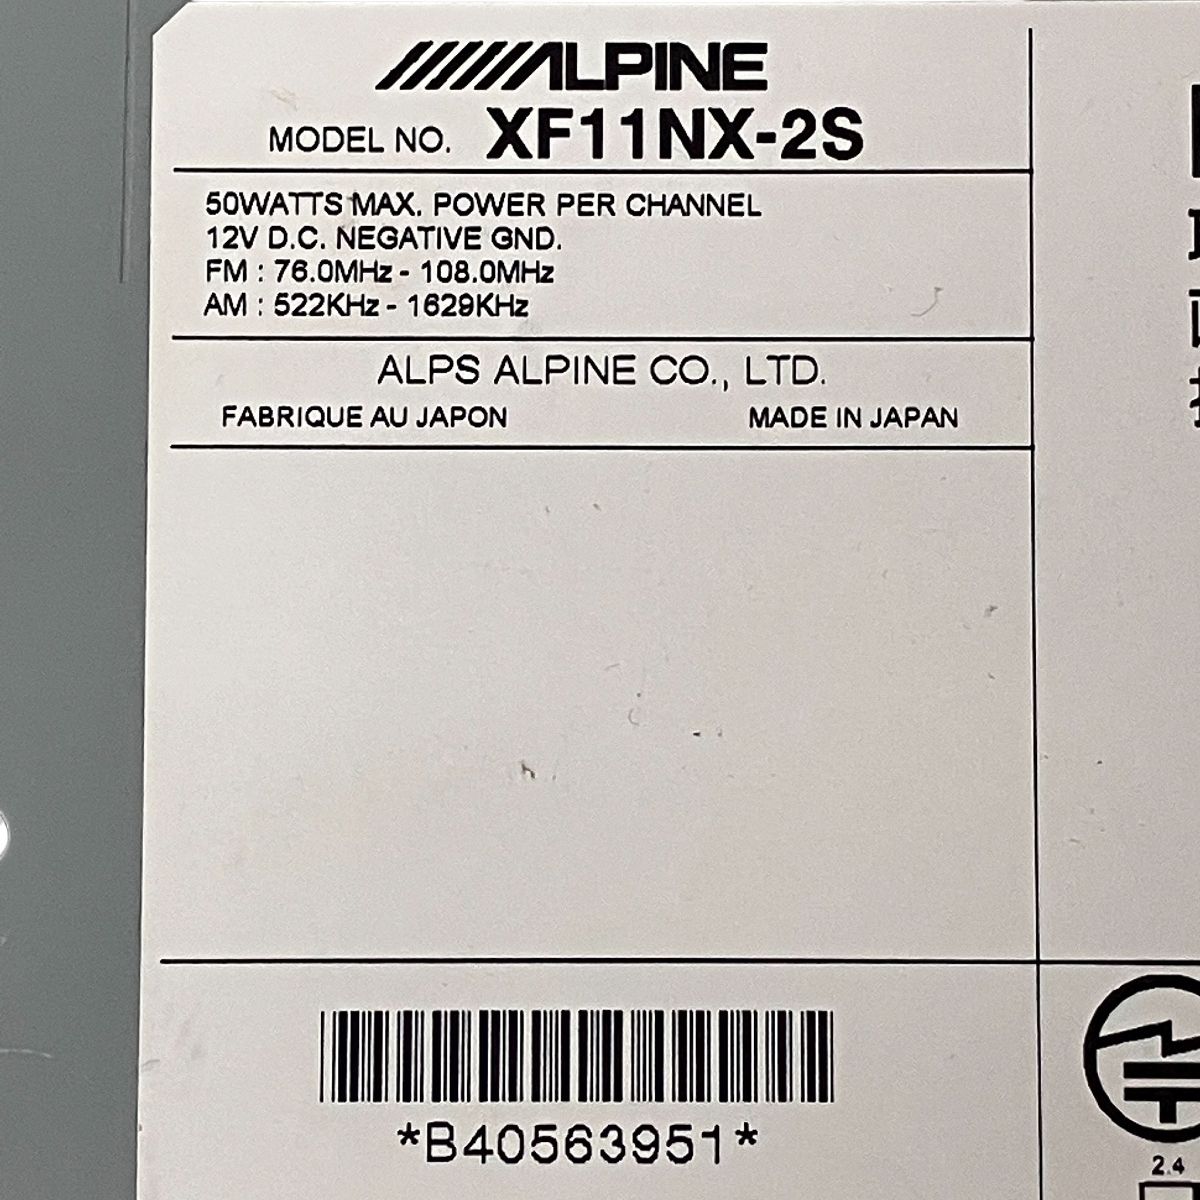 ALPINE
MODEL NO. XF11NX-2S
50WATTS MAX. POWER PER CHANNEL
12V D.C. NEGATIVE GND.
FM : 76.0MHz - 108.0MHz
AM : 522KHz - 1629KHz
ALPS ALPINE CO., LTD.
FABRIQUE AU JAPON MADE IN JAPAN
*B40563951*
2.4